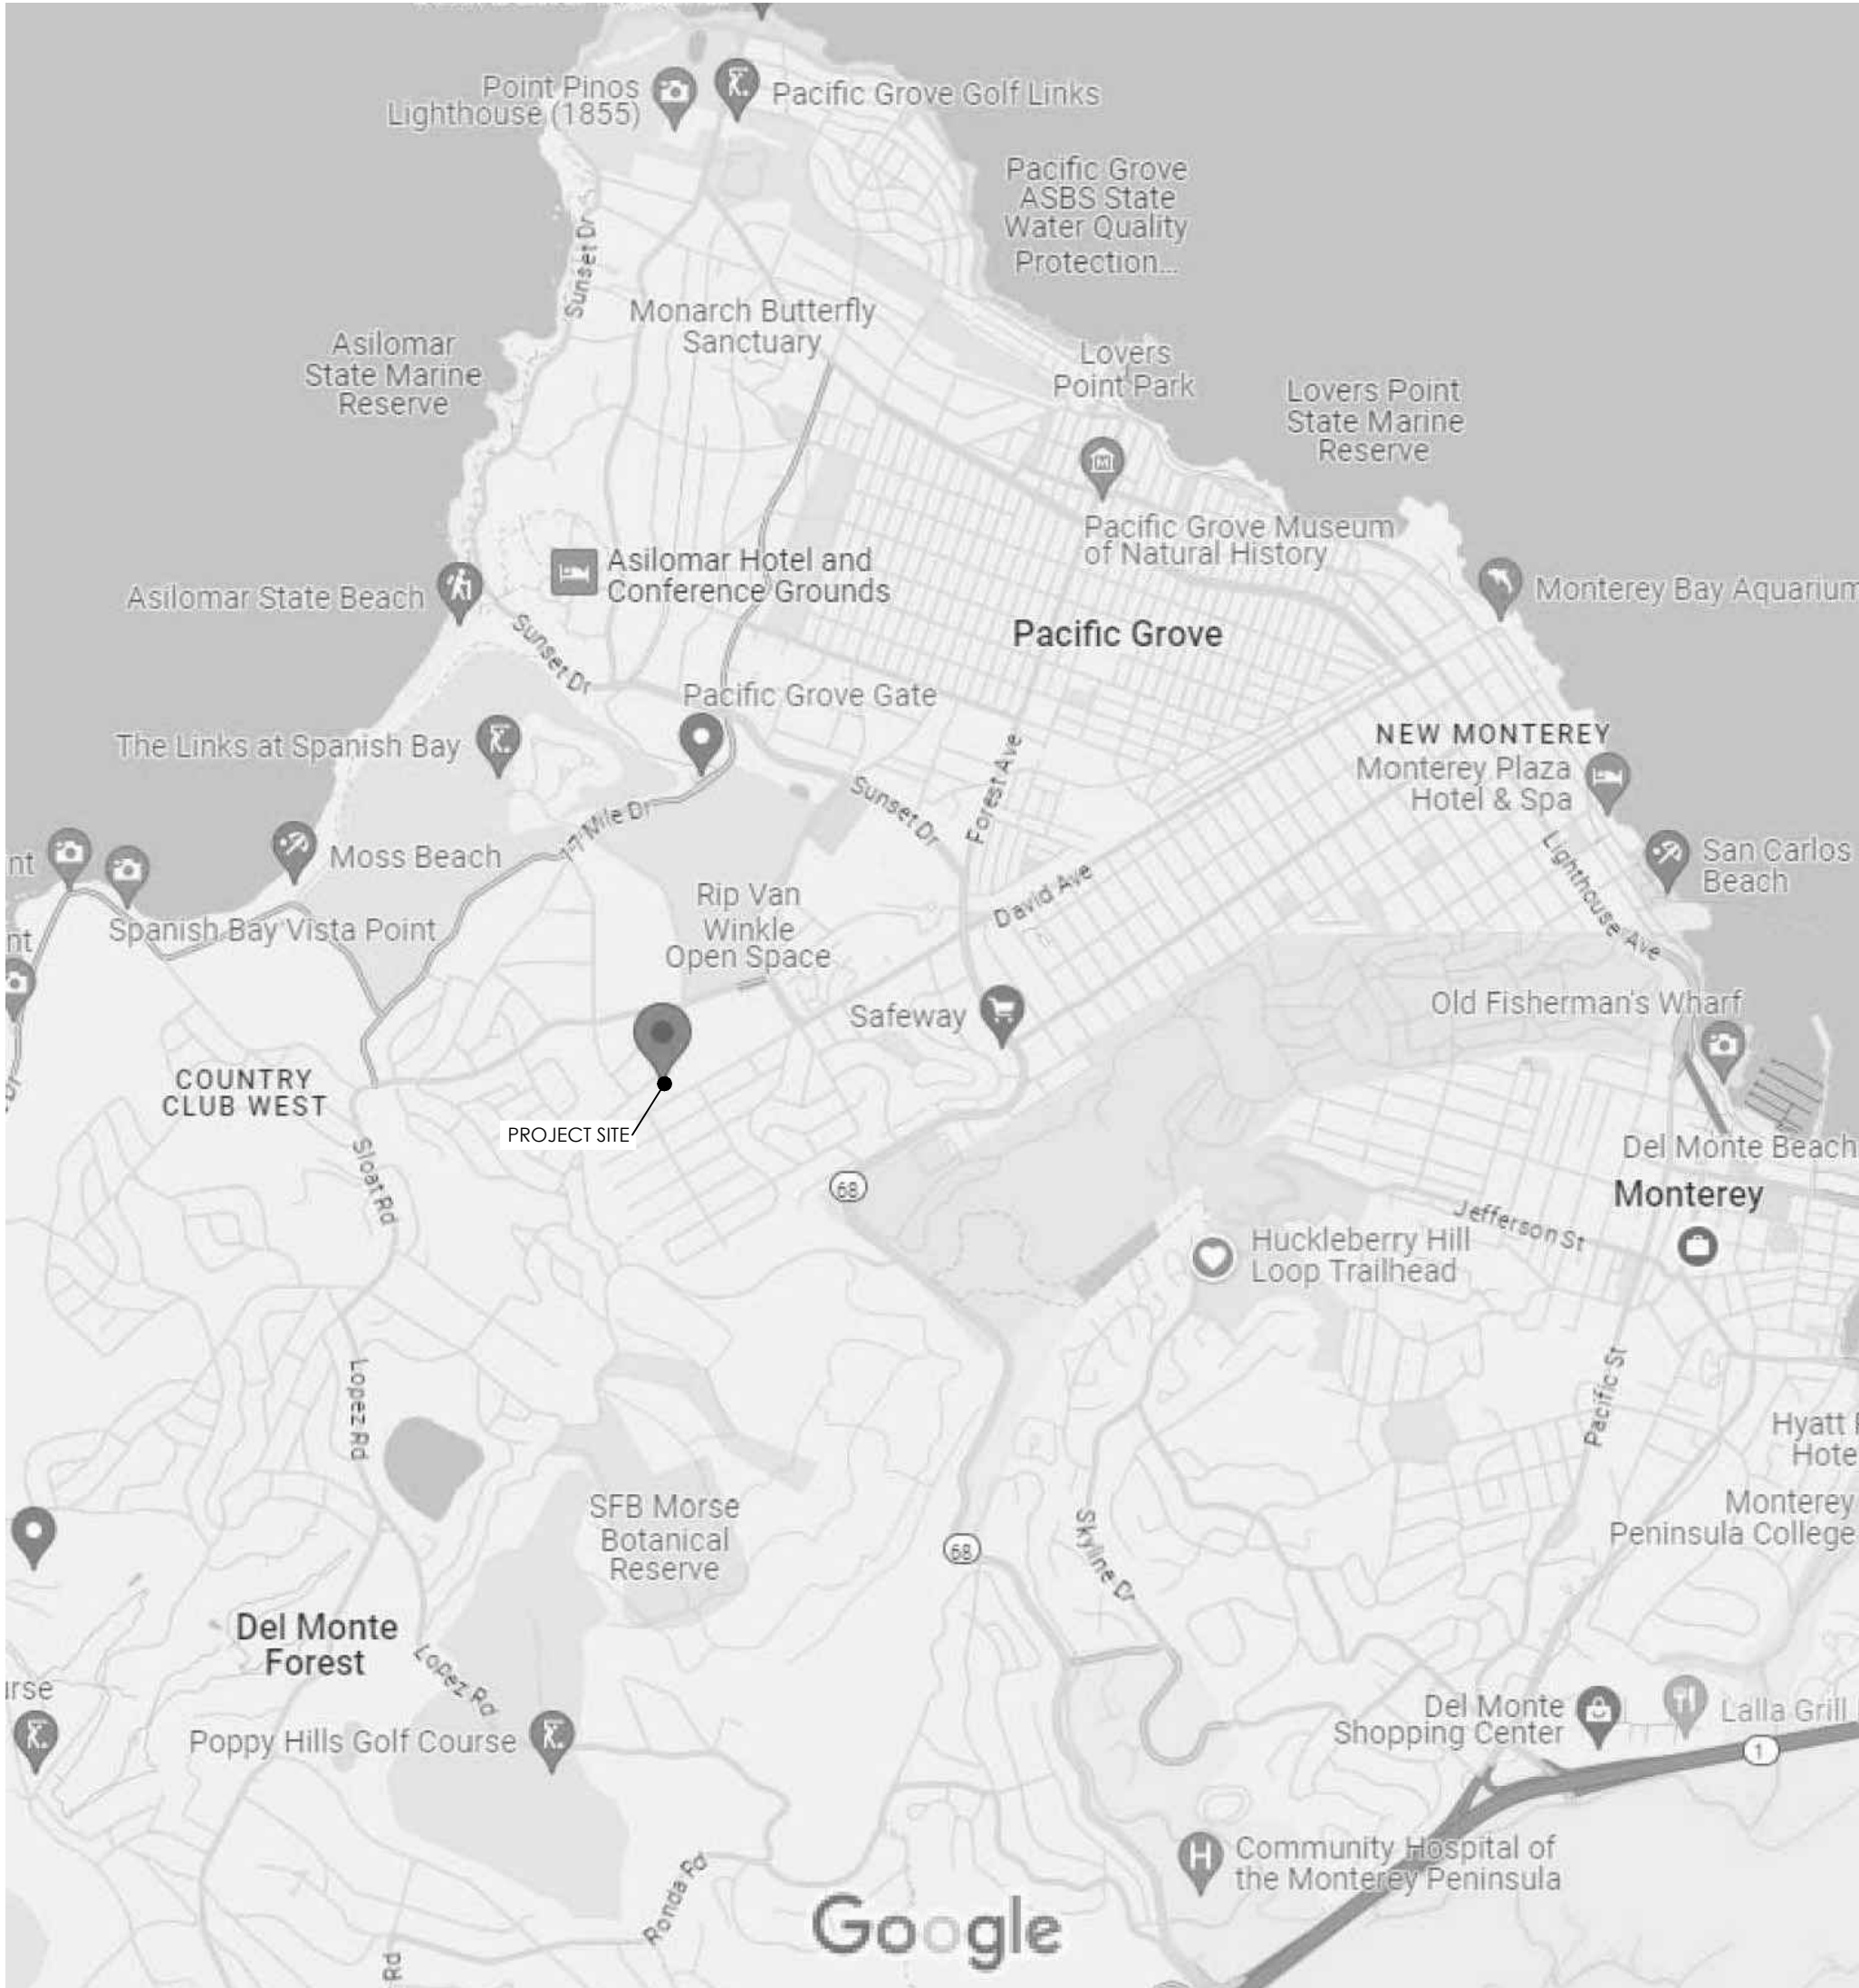 Point Pinos
Lighthouse (1855)
Pacific Grove Golf Links
Pacific Grove
ASBS State
Water Quality
Protection...
Sunset Dr
Monarch Butterfly
Sanctuary
Asilomar
State Marine
Reserve
Lovers
Point Park
Lovers Point
State Marine
Reserve
Pacific Grove Museum
of Natural History
Asilomar Hotel and
Conference Grounds
Asilomar State Beach
Monterey Bay Aquarium
Sunset Dr
Pacific Grove
Pacific Grove Gate
The Links at Spanish Bay
NEW MONTEREY
Monterey Plaza
Hotel & Spa
Forest Ave
Sunset Dr
17 Mile Dr
Moss Beach
nt
San Carlos
Beach
Lighthouse Ave
David Ave
Rip Van
Winkle
Open Space
Spanish Bay Vista Point
nt
Safeway
Old Fisherman's Wharf
COUNTRY
CLUB WEST
Dr
PROJECT SITE
Del Monte Beach
Sloat Rd
68
Monterey
Jefferson St
Huckleberry Hill
Loop Trailhead
Lopez Rd
Pacific St
Hyatt
Hote
SFB Morse
Botanical
Reserve
Monterey
Peninsula College
Skyline Dr
68
Del Monte
Forest
Lopez Rd
urse
Poppy Hills Golf Course
Del Monte
Shopping Center
Lalla Grill
1
Community Hospital of
the Monterey Peninsula
Ronda Rd
Google
Rd